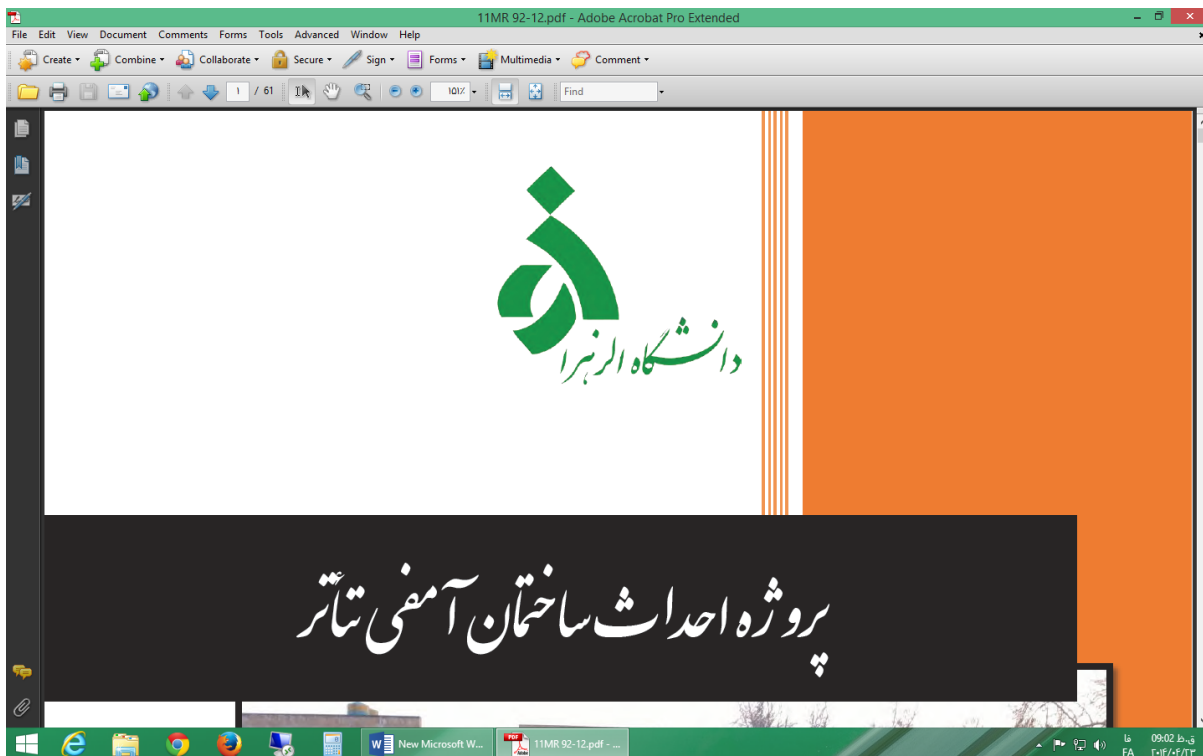 11MR 92-12.pdf - Adobe Acrobat Pro Extended
File Edit View Document Comments Forms Tools Advanced Window Help
Create Combine Collaborate Secure Sign Forms Multimedia Comment
۱ / 61 ۱۵۱٪ Find
دانشگاه الزهرا
پروژه احداث ساختمان آمفی تأتر
New Microsoft W... 11MR 92-12.pdf - ...
فا 09:02 ق.ظ
FA